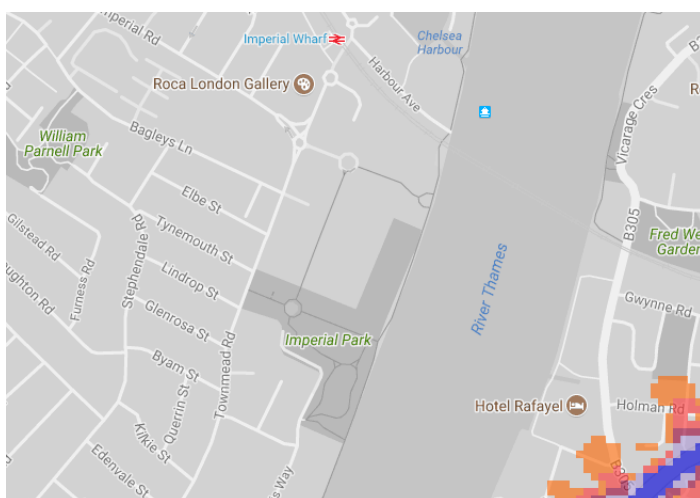 Imperial Rd
Imperial Wharf
Chelsea
Harbour
Roca London Gallery
Harbour Ave
William
Parnell Park
Bagleys Ln
Vicarage Cres
Elbe St
B305
Gilstead Rd
Stephendale Rd
Tynemouth St
Fred We
Garden
Furness Rd
Lindrop St
River Thames
Glenrosa St
Gwynne Rd
Imperial Park
Byam St
Townmead Rd
Querrin St
Hotel Rafayel
Holman Rd
Kilkie St
Edenvale St
B305